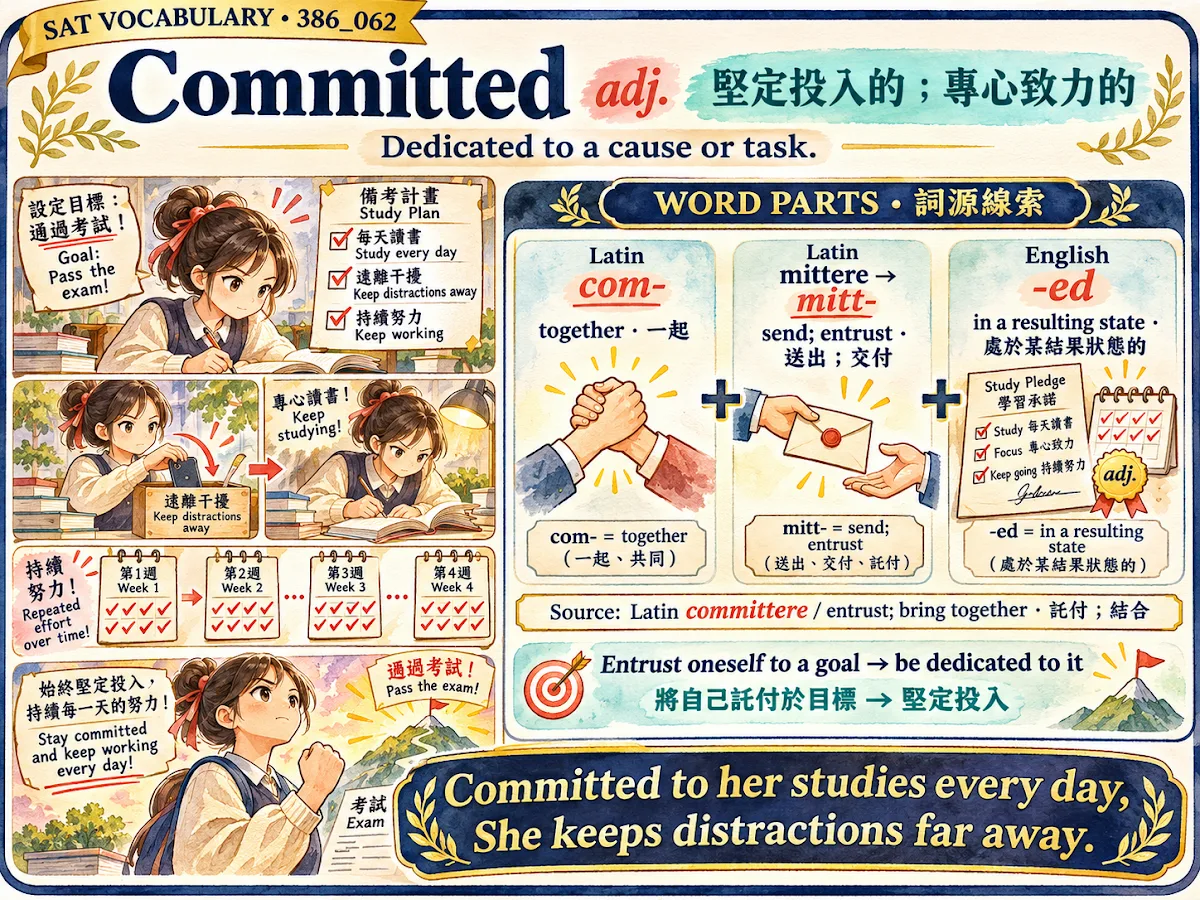 SAT VOCABULARY • 386_062
Committed adj. 堅定投入的；專心致力的
Dedicated to a cause or task.
設定目標：
通過考試！
Goal:
Pass the
exam!
備考計畫
Study Plan
每天讀書
Study every day
遠離干擾
Keep distractions away
持續努力
Keep working
遠離干擾
Keep distractions
away
專心讀書！
Keep
studying!
持續
努力！
Repeated
effort
over time!
第1週
Week 1
第2週
Week 2
第3週
Week 3
第4週
Week 4
始終堅定投入，
持續每一天的努力！
Stay committed
and keep working
every day!
通過考試！
Pass the exam!
考試
Exam
WORD PARTS • 詞源線索
Latin
com-
together · 一起
com- = together
（一起、共同）
+
Latin
mittere →
mitt-
send; entrust ·
送出；交付
mitt- = send;
entrust
（送出、交付、託付）
+
English
-ed
in a resulting state ·
處於某結果狀態的
Study Pledge
學習承諾
Study 每天讀書
Focus 專心致力
Keep going 持續努力
adj.
-ed = in a resulting
state
（處於某結果狀態的）
Source: Latin committere / entrust; bring together · 託付；結合
Entrust oneself to a goal → be dedicated to it
將自己託付於目標 → 堅定投入
Committed to her studies every day,
She keeps distractions far away.